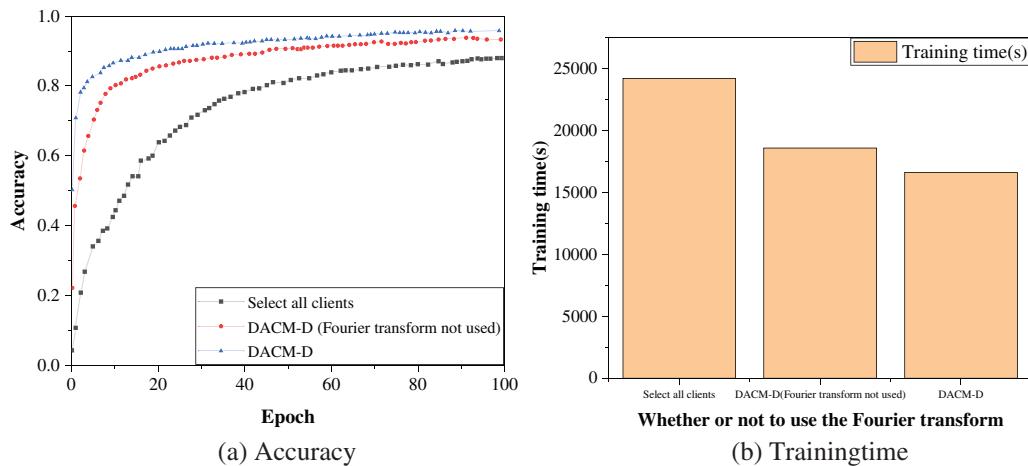 1.0
0.8
0.6
0.4
0.2
0.0
Accuracy
0
20
40
60
80
100
Epoch
Select all clients
DACM-D (Fourier transform not used)
DACM-D
(a) Accuracy
Training time(s)
25000
20000
15000
10000
5000
0
Training time(s)
Select all clients
DACM-D(Fourier transform not used)
DACM-D
Whether or not to use the Fourier transform
(b) Trainingtime